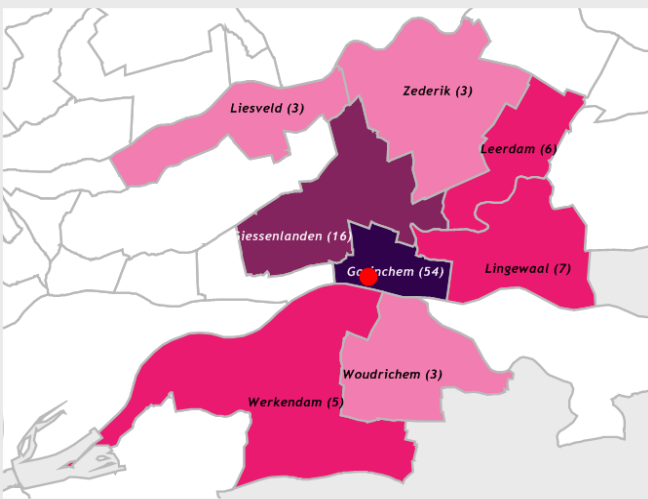 Zederik (3)
Liesveld (3)
Leerdam (6)
iessenlanden (16)
(54)
Lingewaal (7)
Woudrichem (3)
Werkendam (5)